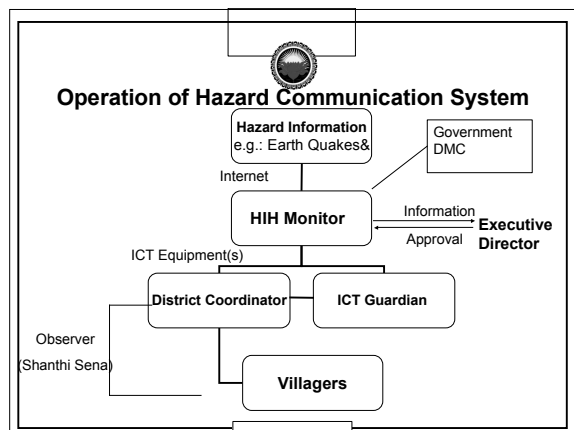 Operation of Hazard Communication System
Hazard Information
e.g.: Earth Quakes&
Government
DMC
Internet
HIH Monitor
Information
Approval
Executive
Director
ICT Equipment(s)
District Coordinator
ICT Guardian
Observer
(Shanthi Sena)
Villagers